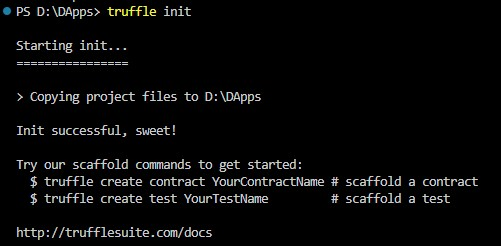 PS D:\DApps> truffle init
Starting init...
================
> Copying project files to D:\DApps
Init successful, sweet!
Try our scaffold commands to get started:
$ truffle create contract YourContractName # scaffold a contract
$ truffle create test YourTestName # scaffold a test
http://trufflesuite.com/docs